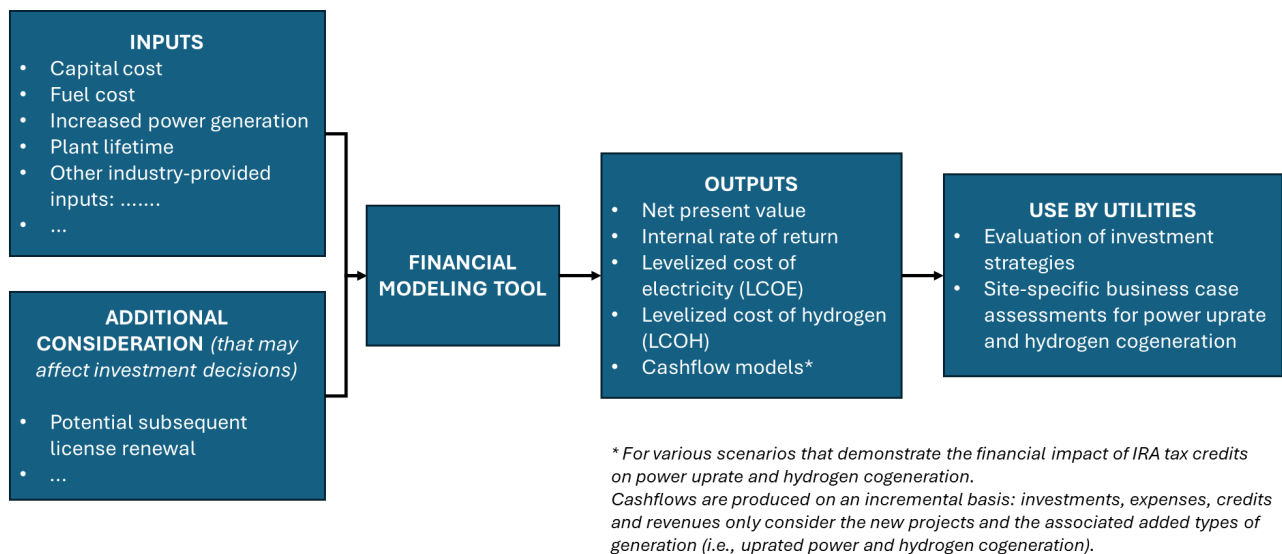 INPUTS
• Capital cost
• Fuel cost
• Increased power generation
• Plant lifetime
• Other industry-provided
inputs: .......
• ...
ADDITIONAL
CONSIDERATION (that may
affect investment decisions)
• Potential subsequent
license renewal
• ...
FINANCIAL
MODELING TOOL
OUTPUTS
• Net present value
• Internal rate of return
• Levelized cost of
electricity (LCOE)
• Levelized cost of hydrogen
(LCOH)
• Cashflow models*
USE BY UTILITIES
• Evaluation of investment
strategies
• Site-specific business case
assessments for power uprate
and hydrogen cogeneration
* For various scenarios that demonstrate the financial impact of IRA tax credits
on power uprate and hydrogen cogeneration.
Cashflows are produced on an incremental basis: investments, expenses, credits
and revenues only consider the new projects and the associated added types of
generation (i.e., uprated power and hydrogen cogeneration).